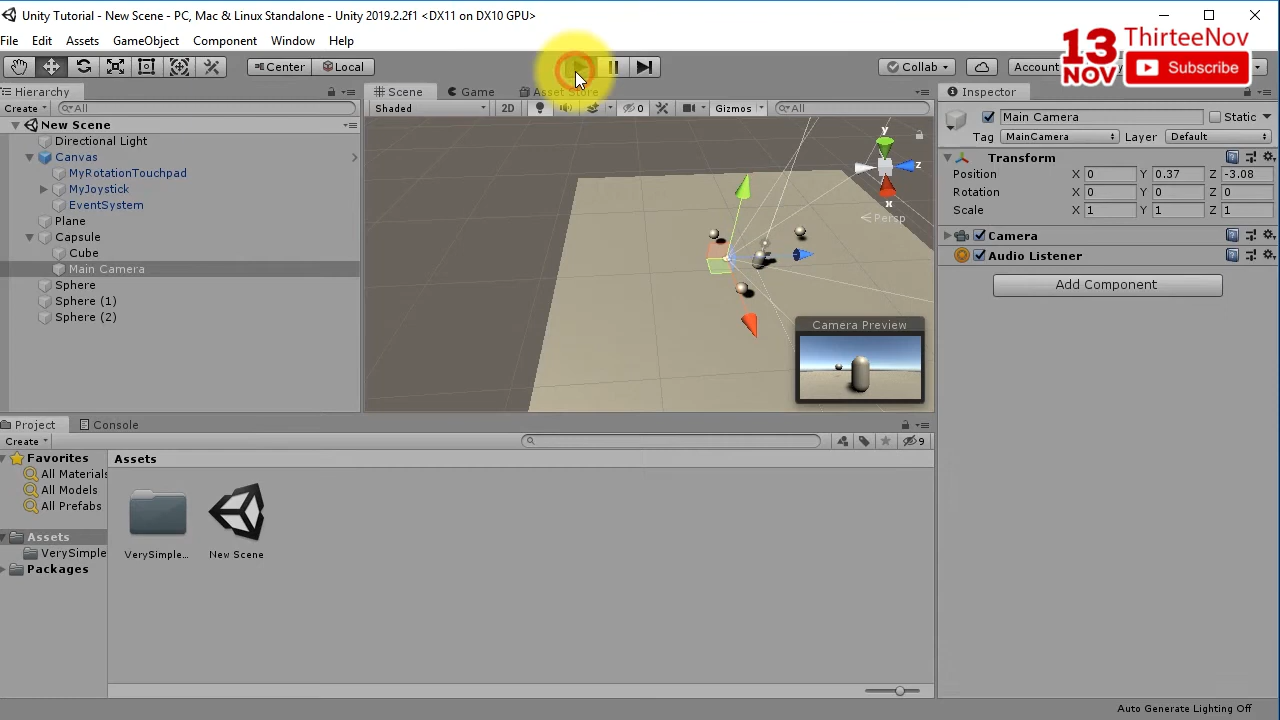 Unity Tutorial - New Scene - PC, Mac & Linux Standalone - Unity 2019.2.2f1 <DX11 on DX10 GPU>
File Edit Assets GameObject Component Window Help
13 NOV ThirteeNov
Subscribe
Center Local Collab Account
Hierarchy
Create All
New Scene
Directional Light
Canvas
MyRotationTouchpad
MyJoystick
EventSystem
Plane
Capsule
Cube
Main Camera
Sphere
Sphere (1)
Sphere (2)
Scene Game Asset Store
Shaded 2D 0 Gizmos All
y
z
x
Persp
Camera Preview
Inspector
Main Camera Static
Tag MainCamera Layer Default
Transform
Position X 0 Y 0.37 Z -3.08
Rotation X 0 Y 0 Z 0
Scale X 1 Y 1 Z 1
Camera
Audio Listener
Add Component
Project Console
Create 9
Favorites
All Materials
All Models
All Prefabs
Assets
VerySimple
Packages
Assets
VerySimple...
New Scene
Auto Generate Lighting Off